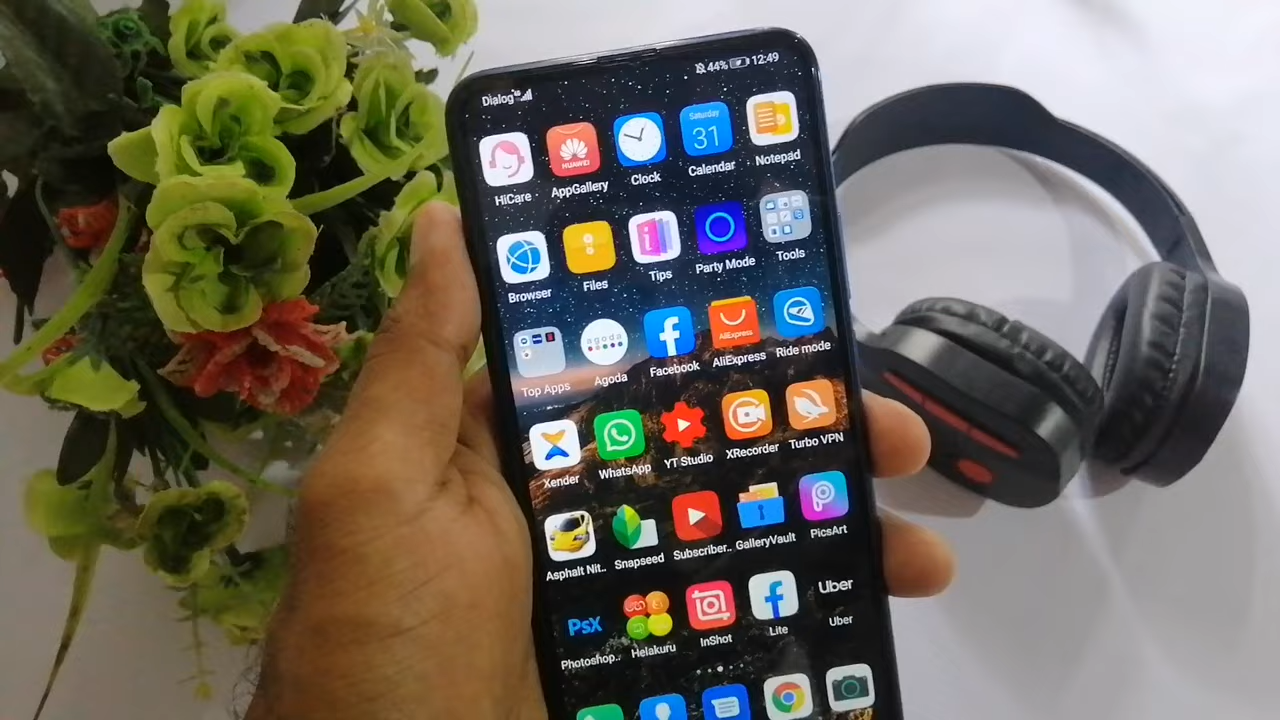 Dialog 44% 12:49
HUAWEI
Saturday
31
HiCare AppGallery Clock Calendar Notepad
Browser Files Tips Party Mode Tools
agoda
AliExpress
Top Apps Agoda Facebook AliExpress Ride mode
Xender WhatsApp YT Studio XRecorder Turbo VPN
Asphalt Nit.. Snapseed Subscriber.. GalleryVault PicsArt
PsX
Uber
Photoshop.. Helakuru InShot Lite Uber